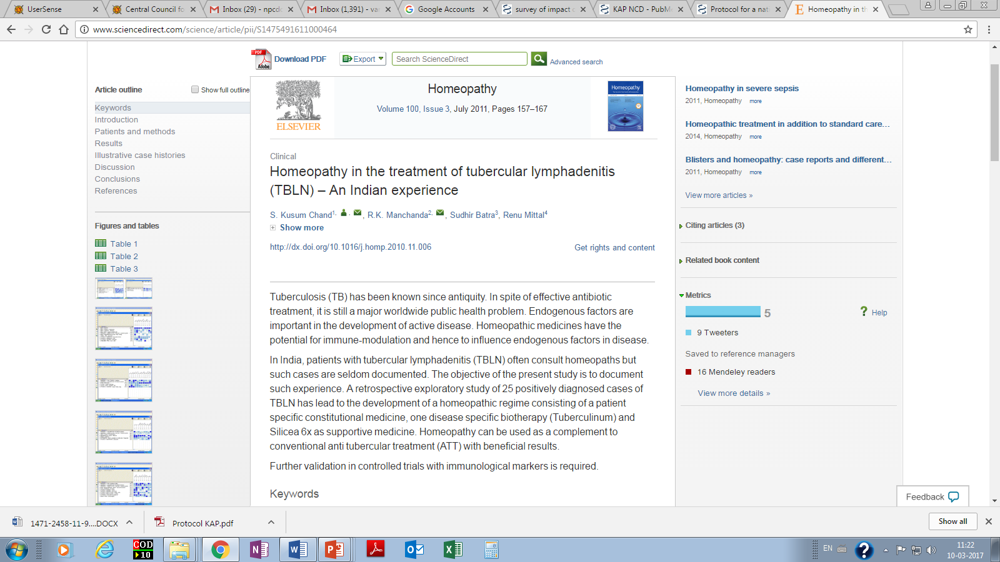 UserSense
Central Council fo
Inbox (29) - npcdc
Inbox (1,391) - va
Google Accounts
survey of impact o
KAP NCD - PubMe
Protocol for a nat
Homeopathy in th
www.sciencedirect.com/science/article/pii/S1475491611000464
PDF
Adobe
Download PDF
Export
Search ScienceDirect
Advanced search
Article outline
Show full outline
Keywords
Introduction
Patients and methods
Results
Illustrative case histories
Discussion
Conclusions
References
Figures and tables
Table 1
Table 2
Table 3
ELSEVIER
Homeopathy
Volume 100, Issue 3, July 2011, Pages 157–167
Homeopathy
Clinical
Homeopathy in the treatment of tubercular lymphadenitis
(TBLN) – An Indian experience
S. Kusum Chand1, , R.K. Manchanda2, , Sudhir Batra3, Renu Mittal4
Show more
http://dx.doi.org/10.1016/j.homp.2010.11.006
Get rights and content
Tuberculosis (TB) has been known since antiquity. In spite of effective antibiotic
treatment, it is still a major worldwide public health problem. Endogenous factors are
important in the development of active disease. Homeopathic medicines have the
potential for immune-modulation and hence to influence endogenous factors in disease.
In India, patients with tubercular lymphadenitis (TBLN) often consult homeopaths but
such cases are seldom documented. The objective of the present study is to document
such experience. A retrospective exploratory study of 25 positively diagnosed cases of
TBLN has lead to the development of a homeopathic regime consisting of a patient
specific constitutional medicine, one disease specific biotherapy (Tuberculinum) and
Silicea 6x as supportive medicine. Homeopathy can be used as a complement to
conventional anti tubercular treatment (ATT) with beneficial results.
Further validation in controlled trials with immunological markers is required.
Keywords
Homeopathy in severe sepsis
2011, Homeopathy more
Homeopathic treatment in addition to standard care…
2014, Homeopathy more
Blisters and homeopathy: case reports and different…
2011, Homeopathy more
View more articles »
Citing articles (3)
Related book content
Metrics
5
? Help
9 Tweeters
Saved to reference managers
16 Mendeley readers
View more details »
Feedback
1471-2458-11-9....DOCX
Protocol KAP.pdf
Show all
COD
10
EN
11:22
10-03-2017